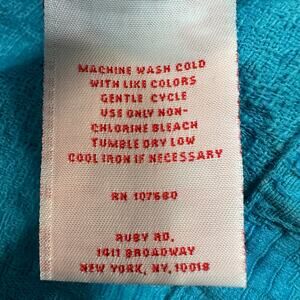 MACHINE WASH COLD
WITH LIKE COLORS
GENTLE CYCLE
USE ONLY NON-
CHLORINE BLEACH
TUMBLE DRY LOW
COOL IRON IF NECESSARY
RN 107680
RUBY RD.
1411 BROADWAY
NEW YORK, NY, 10018